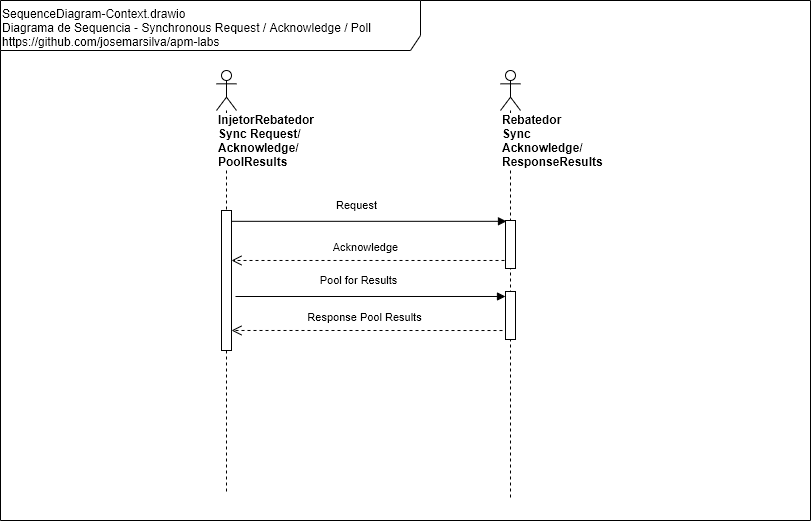 SequenceDiagram-Context.drawio
Diagrama de Sequencia - Synchronous Request / Acknowledge / Poll
https://github.com/josemarsilva/apm-labs
InjetorRebatedor
Sync Request/
Acknowledge/
PoolResults
Rebatedor
Sync
Acknowledge/
ResponseResults
Request
Acknowledge
Pool for Results
Response Pool Results